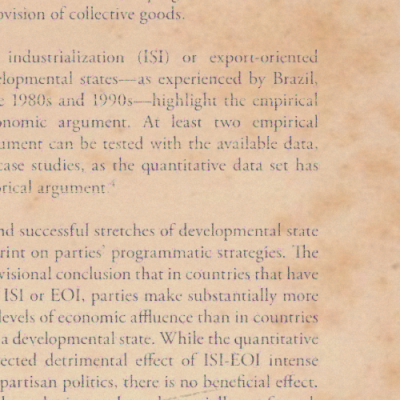 ovision of collective goods.
industrialization (ISI) or export-oriented
elopmental states—as experienced by Brazil,
e 1980s and 1990s—highlight the empirical
onomic argument. At least two empirical
ument can be tested with the available data,
case studies, as the quantitative data set has
orical argument.4
nd successful stretches of developmental state
rint on parties' programmatic strategies. The
visional conclusion that in countries that have
ISI or EOI, parties make substantially more
levels of economic affluence than in countries
a developmental state. While the quantitative
ected detrimental effect of ISI-EOI intense
partisan politics, there is no beneficial effect.